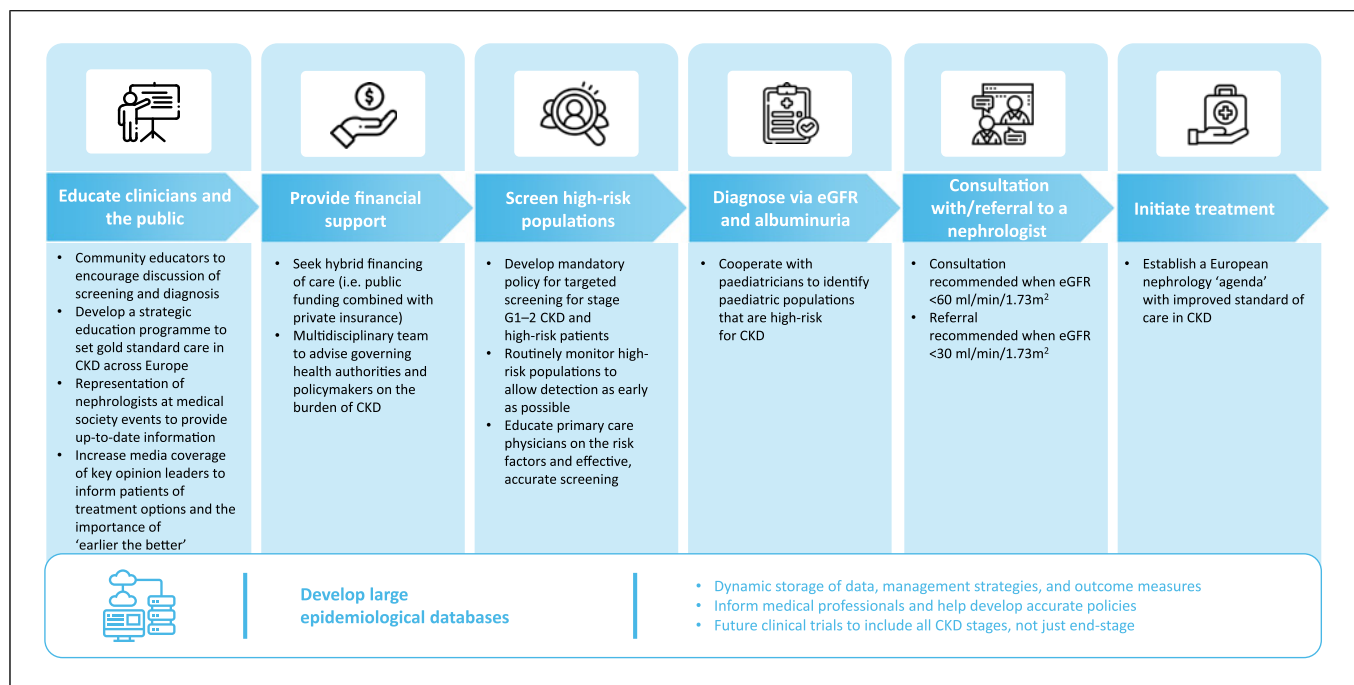 Educate clinicians and
the public
Provide financial
support
Screen high-risk
populations
Diagnose via eGFR
and albuminuria
Consultation
with/referral to a
nephrologist
Initiate treatment
• Community educators to
encourage discussion of
screening and diagnosis
• Develop a strategic
education programme to
set gold standard care in
CKD across Europe
• Representation of
nephrologists at medical
society events to provide
up-to-date information
• Increase media coverage
of key opinion leaders to
inform patients of
treatment options and the
importance of
‘earlier the better’
• Seek hybrid financing
of care (i.e. public
funding combined with
private insurance)
• Multidisciplinary team
to advise governing
health authorities and
policymakers on the
burden of CKD
• Develop mandatory
policy for targeted
screening for stage
G1–2 CKD and
high-risk patients
• Routinely monitor high-
risk populations to
allow detection as early
as possible
• Educate primary care
physicians on the risk
factors and effective,
accurate screening
• Cooperate with
paediatricians to identify
paediatric populations
that are high-risk
for CKD
• Consultation
recommended when eGFR
<60 ml/min/1.73m²
• Referral
recommended when eGFR
<30 ml/min/1.73m²
• Establish a European
nephrology ‘agenda’
with improved standard of
care in CKD
Develop large
epidemiological databases
• Dynamic storage of data, management strategies, and outcome measures
• Inform medical professionals and help develop accurate policies
• Future clinical trials to include all CKD stages, not just end-stage